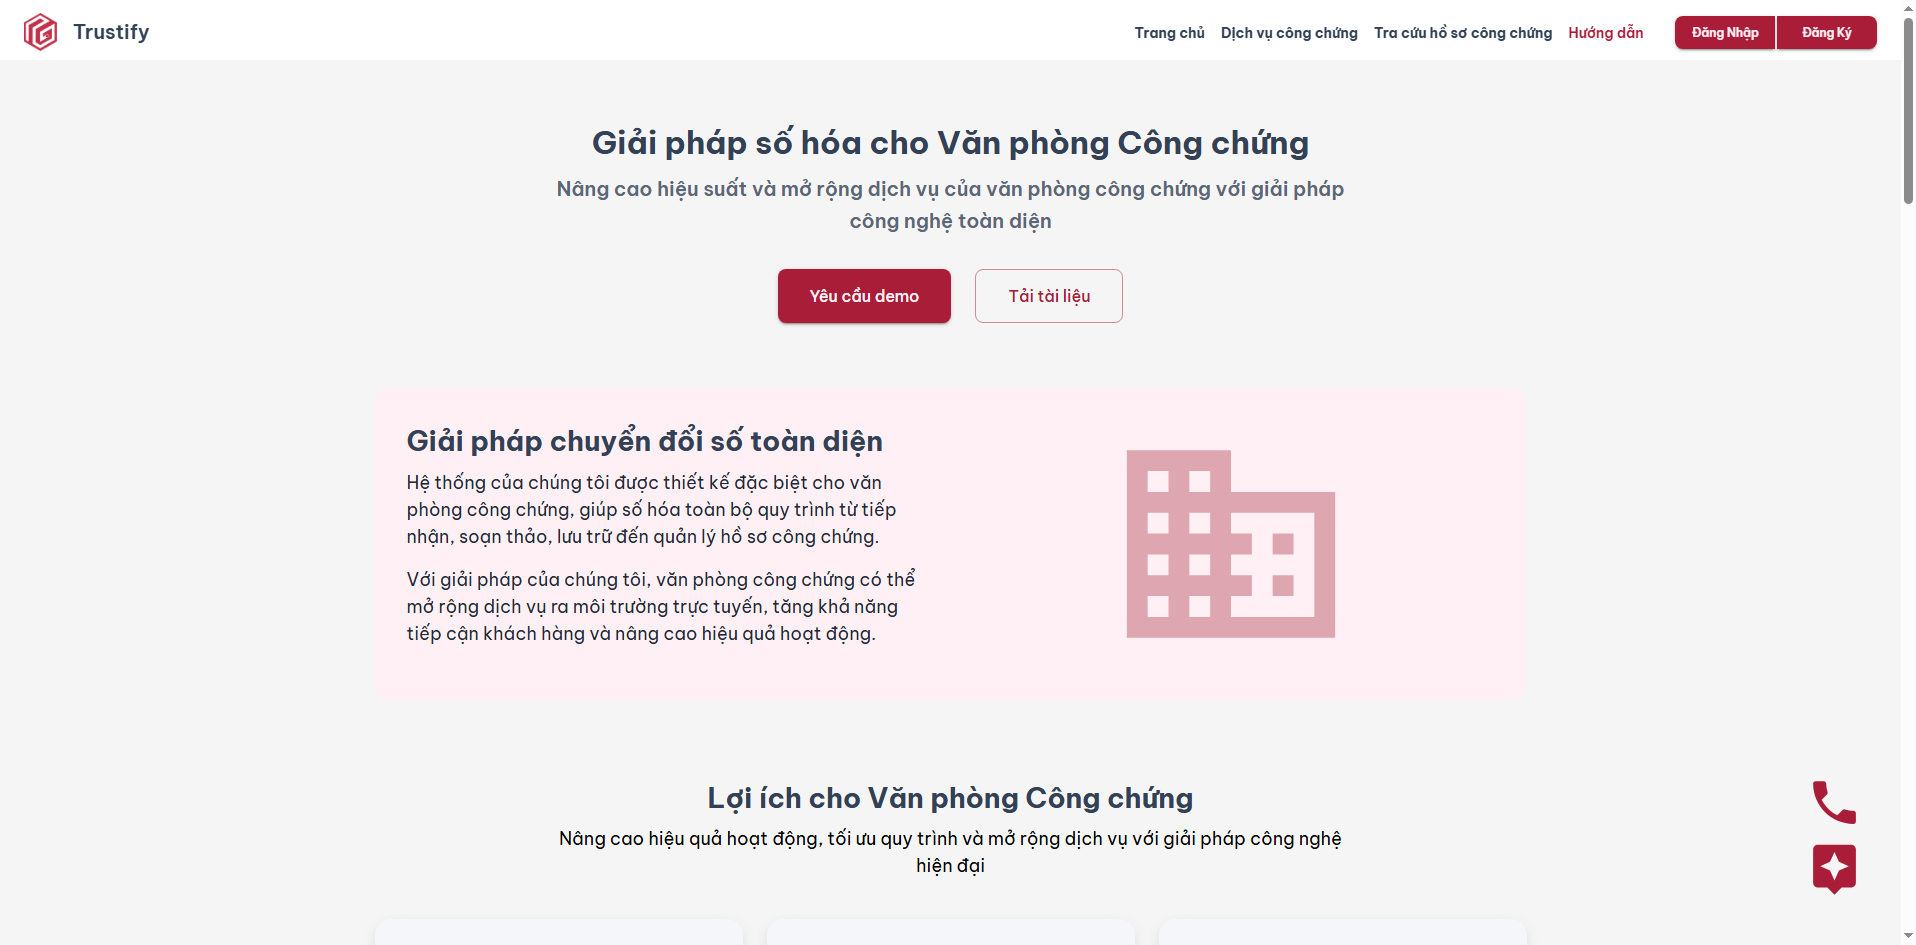 Trustify
Trang chủ
Dịch vụ công chứng
Tra cứu hồ sơ công chứng
Hướng dẫn
Đăng Nhập
Đăng Ký
Giải pháp số hóa cho Văn phòng Công chứng
Nâng cao hiệu suất và mở rộng dịch vụ của văn phòng công chứng với giải pháp
công nghệ toàn diện
Yêu cầu demo
Tải tài liệu
Giải pháp chuyển đổi số toàn diện
Hệ thống của chúng tôi được thiết kế đặc biệt cho văn
phòng công chứng, giúp số hóa toàn bộ quy trình từ tiếp
nhận, soạn thảo, lưu trữ đến quản lý hồ sơ công chứng.
Với giải pháp của chúng tôi, văn phòng công chứng có thể
mở rộng dịch vụ ra môi trường trực tuyến, tăng khả năng
tiếp cận khách hàng và nâng cao hiệu quả hoạt động.
Lợi ích cho Văn phòng Công chứng
Nâng cao hiệu quả hoạt động, tối ưu quy trình và mở rộng dịch vụ với giải pháp công nghệ
hiện đại